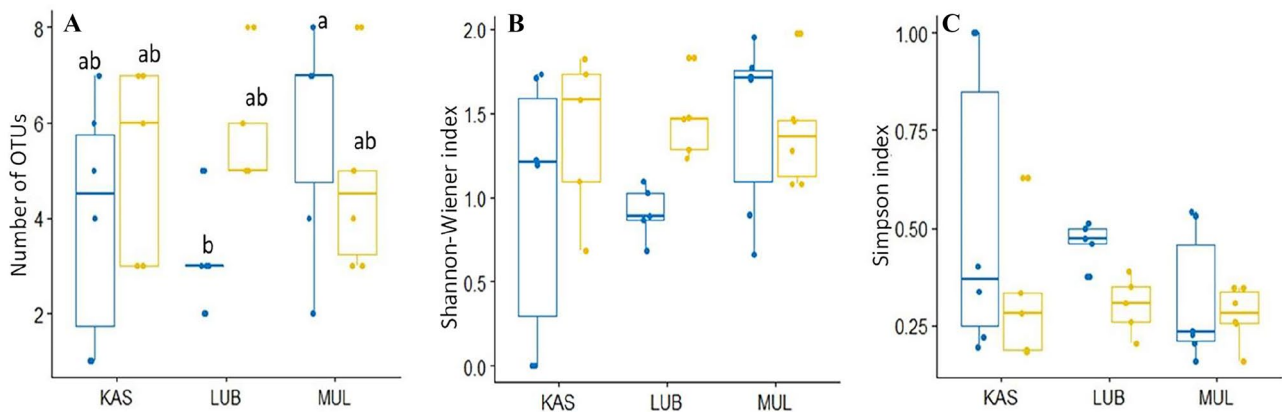 A
Number of OTUs
8
6
4
2
ab
ab
b
ab
a
ab
KAS
LUB
MUL
B
Shannon-Wiener index
2.0
1.5
1.0
0.5
0.0
KAS
LUB
MUL
C
Simpson index
1.00
0.75
0.50
0.25
KAS
LUB
MUL